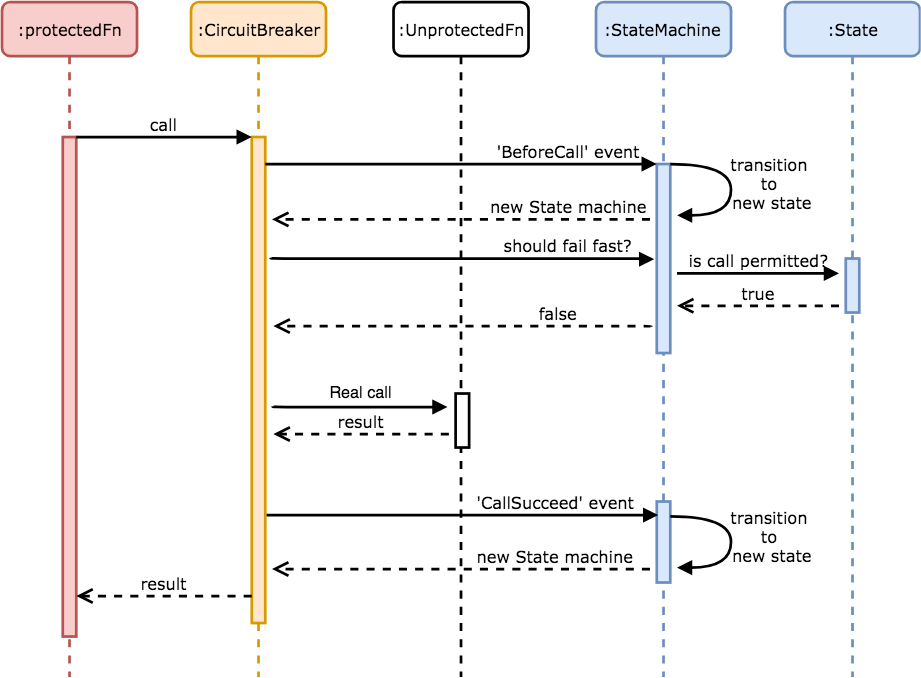 :protectedFn
:CircuitBreaker
:UnprotectedFn
:StateMachine
:State
call
'BeforeCall' event
transition
to
new state
new State machine
should fail fast?
is call permitted?
true
false
Real call
result
'CallSucceed' event
transition
to
new state
new State machine
result